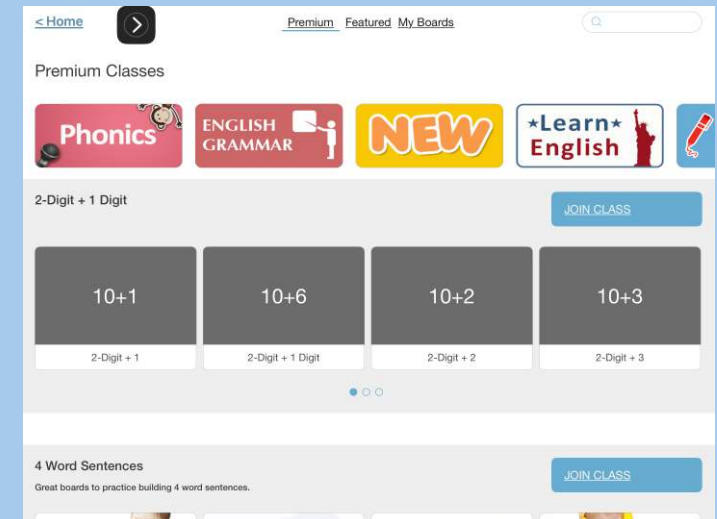 < Home
Premium Featured My Boards
Premium Classes
Phonics
ENGLISH
GRAMMAR
NEW
★Learn★
English
2-Digit + 1 Digit
JOIN CLASS
10+1
10+6
10+2
10+3
2-Digit + 1
2-Digit + 1 Digit
2-Digit + 2
2-Digit + 3
4 Word Sentences
JOIN CLASS
Great boards to practice building 4 word sentences.